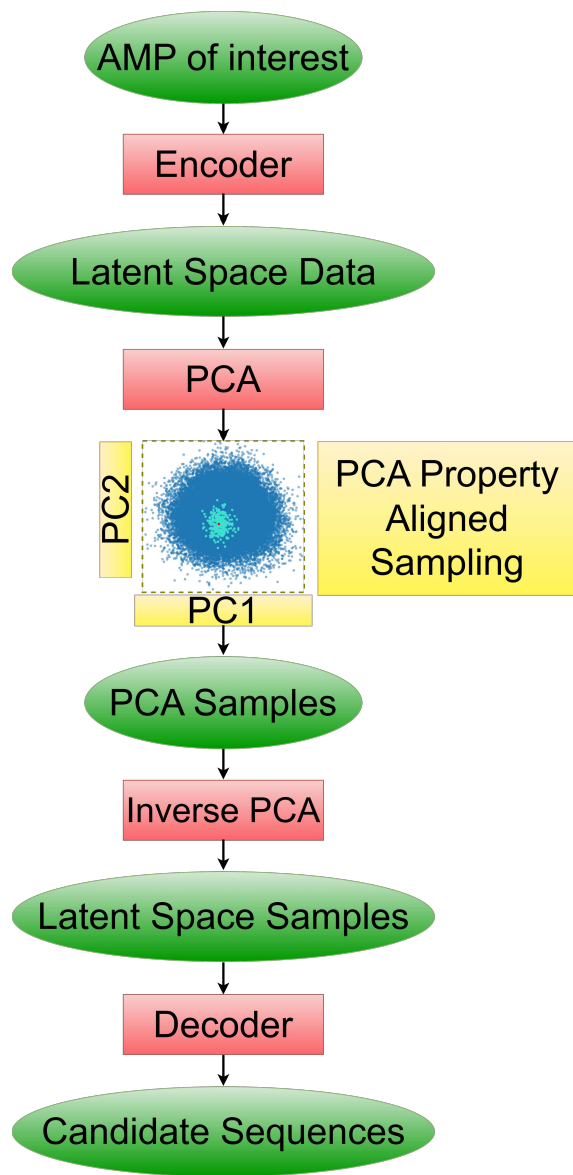 AMP of interest
Encoder
Latent Space Data
PCA
PC2
PCA Property
Aligned
Sampling
PC1
PCA Samples
Inverse PCA
Latent Space Samples
Decoder
Candidate Sequences